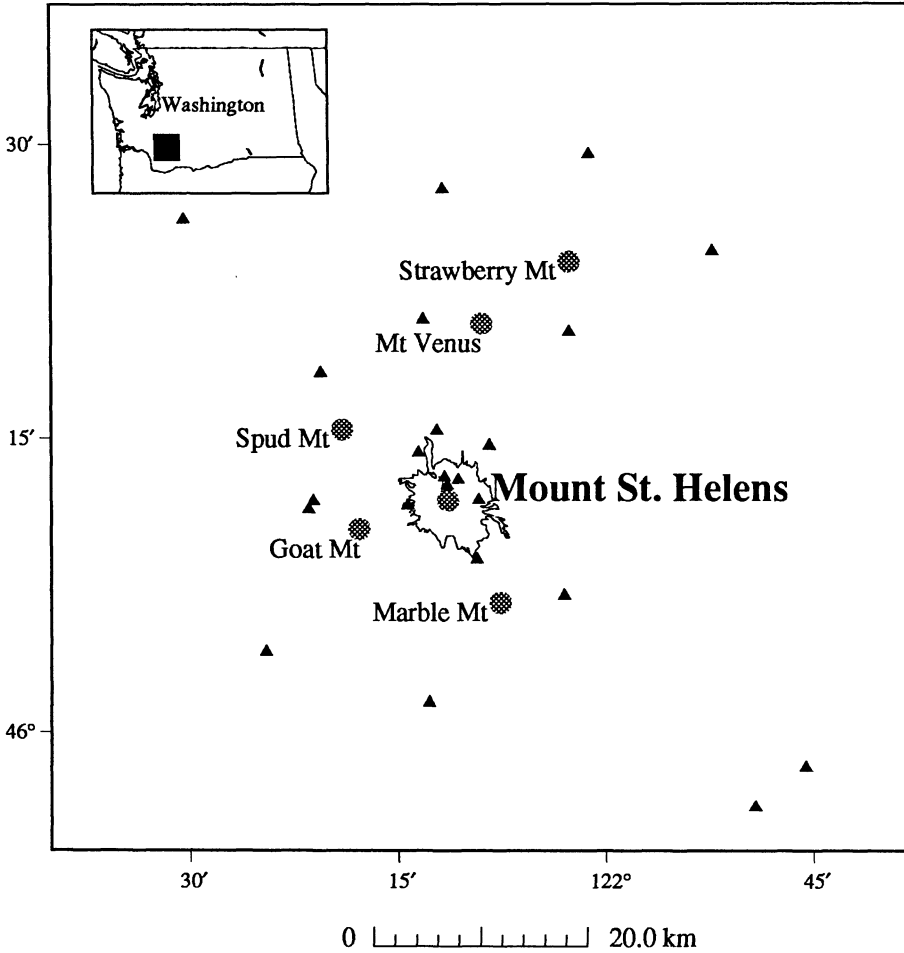 Washington
30′
Strawberry Mt
Mt Venus
15′
Spud Mt
Mount St. Helens
Goat Mt
Marble Mt
46°
30′
15′
122°
45′
0
20.0 km